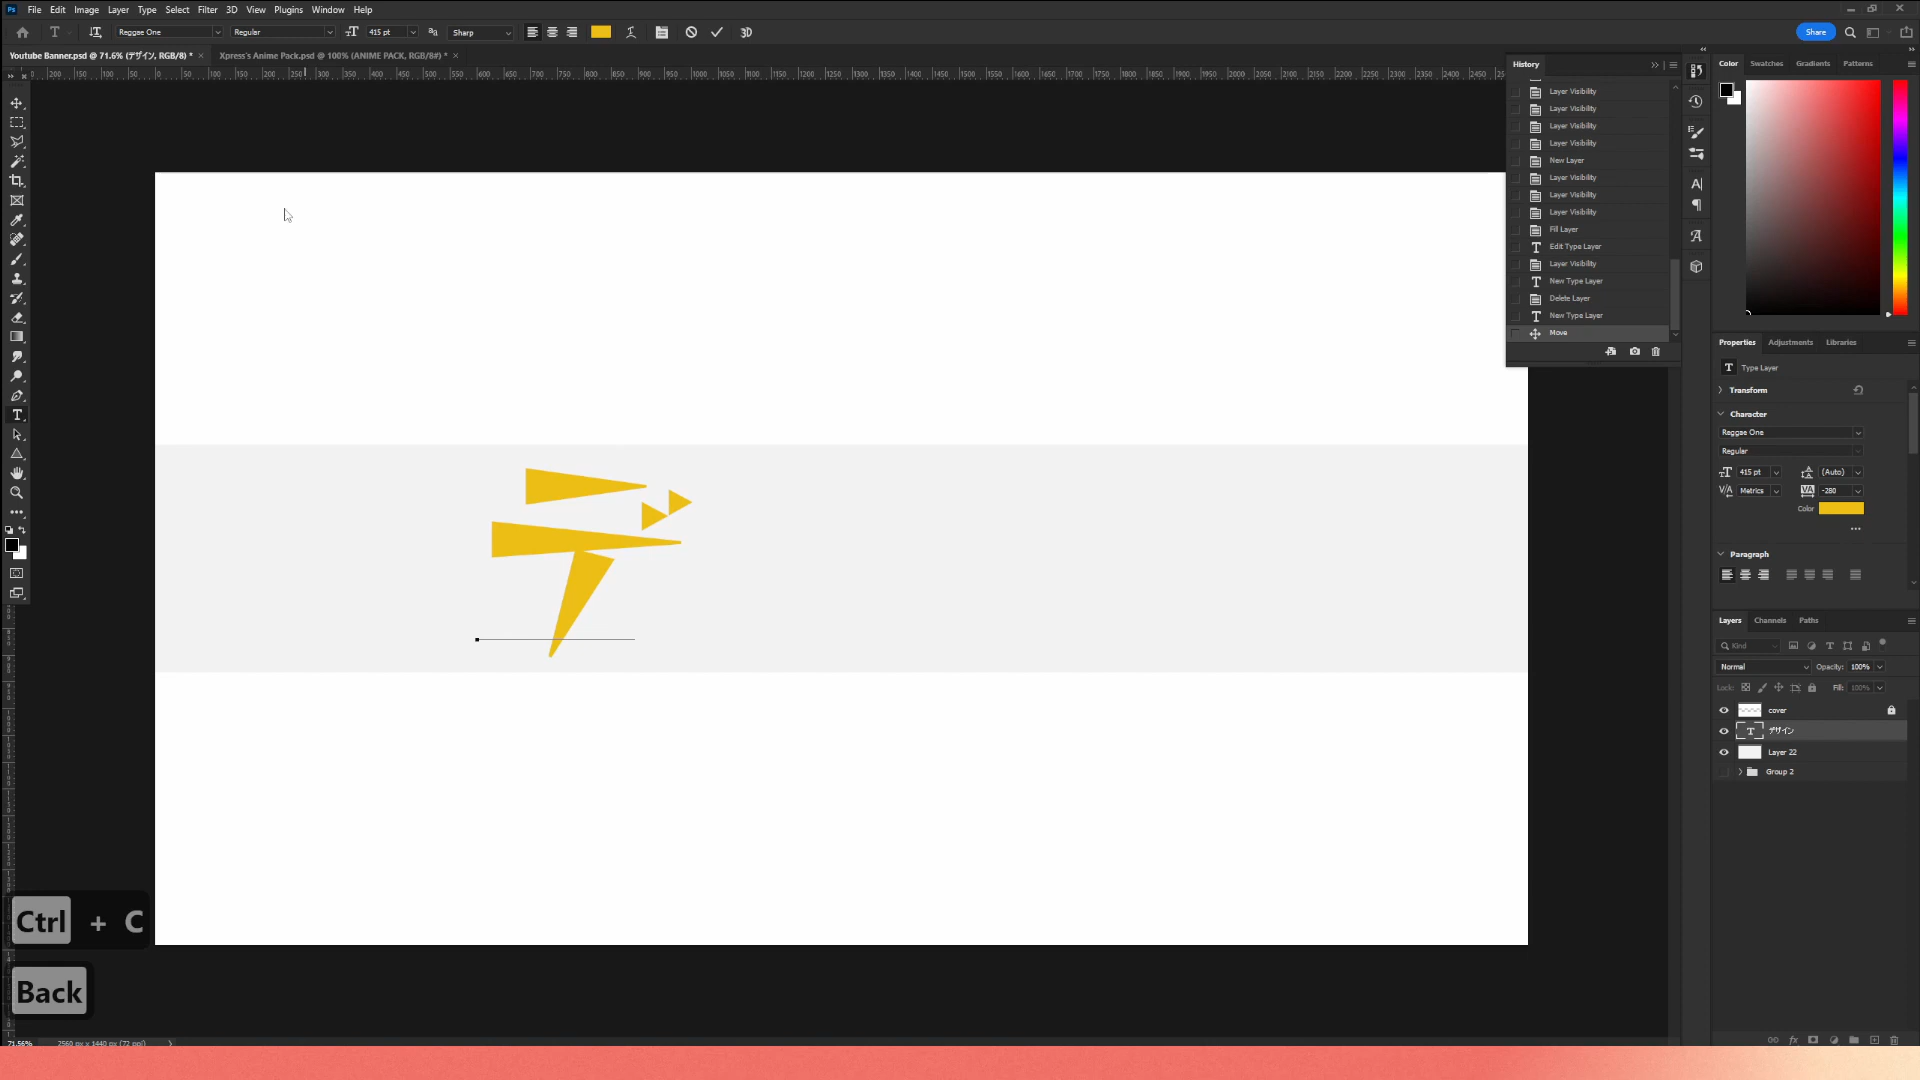 Ps File Edit Image Layer Type Select Filter 3D View Plugins Window Help
Reggae One Regular 415 pt Sharp 3D Share
Youtube Banner.psd @ 71.6% (デザイン, RGB/8) * × Xpress's Anime Pack.psd @ 100% (ANIME PACK, RGB/8#) * ×
History
Layer Visibility
Layer Visibility
Layer Visibility
Layer Visibility
New Layer
Layer Visibility
Layer Visibility
Layer Visibility
Fill Layer
Edit Type Layer
Layer Visibility
New Type Layer
Delete Layer
New Type Layer
Move
Color Swatches Gradients Patterns
Properties Adjustments Libraries
Type Layer
Transform
Character
Reggae One
Regular
415 pt (Auto)
Metrics -280
Color
Paragraph
Layers Channels Paths
Kind
Normal Opacity: 100%
Lock: Fill: 100%
cover
デザイン
Layer 22
Group 2
デ
Ctrl + C
Back
71.56% 2560 px x 1440 px (72 ppi)